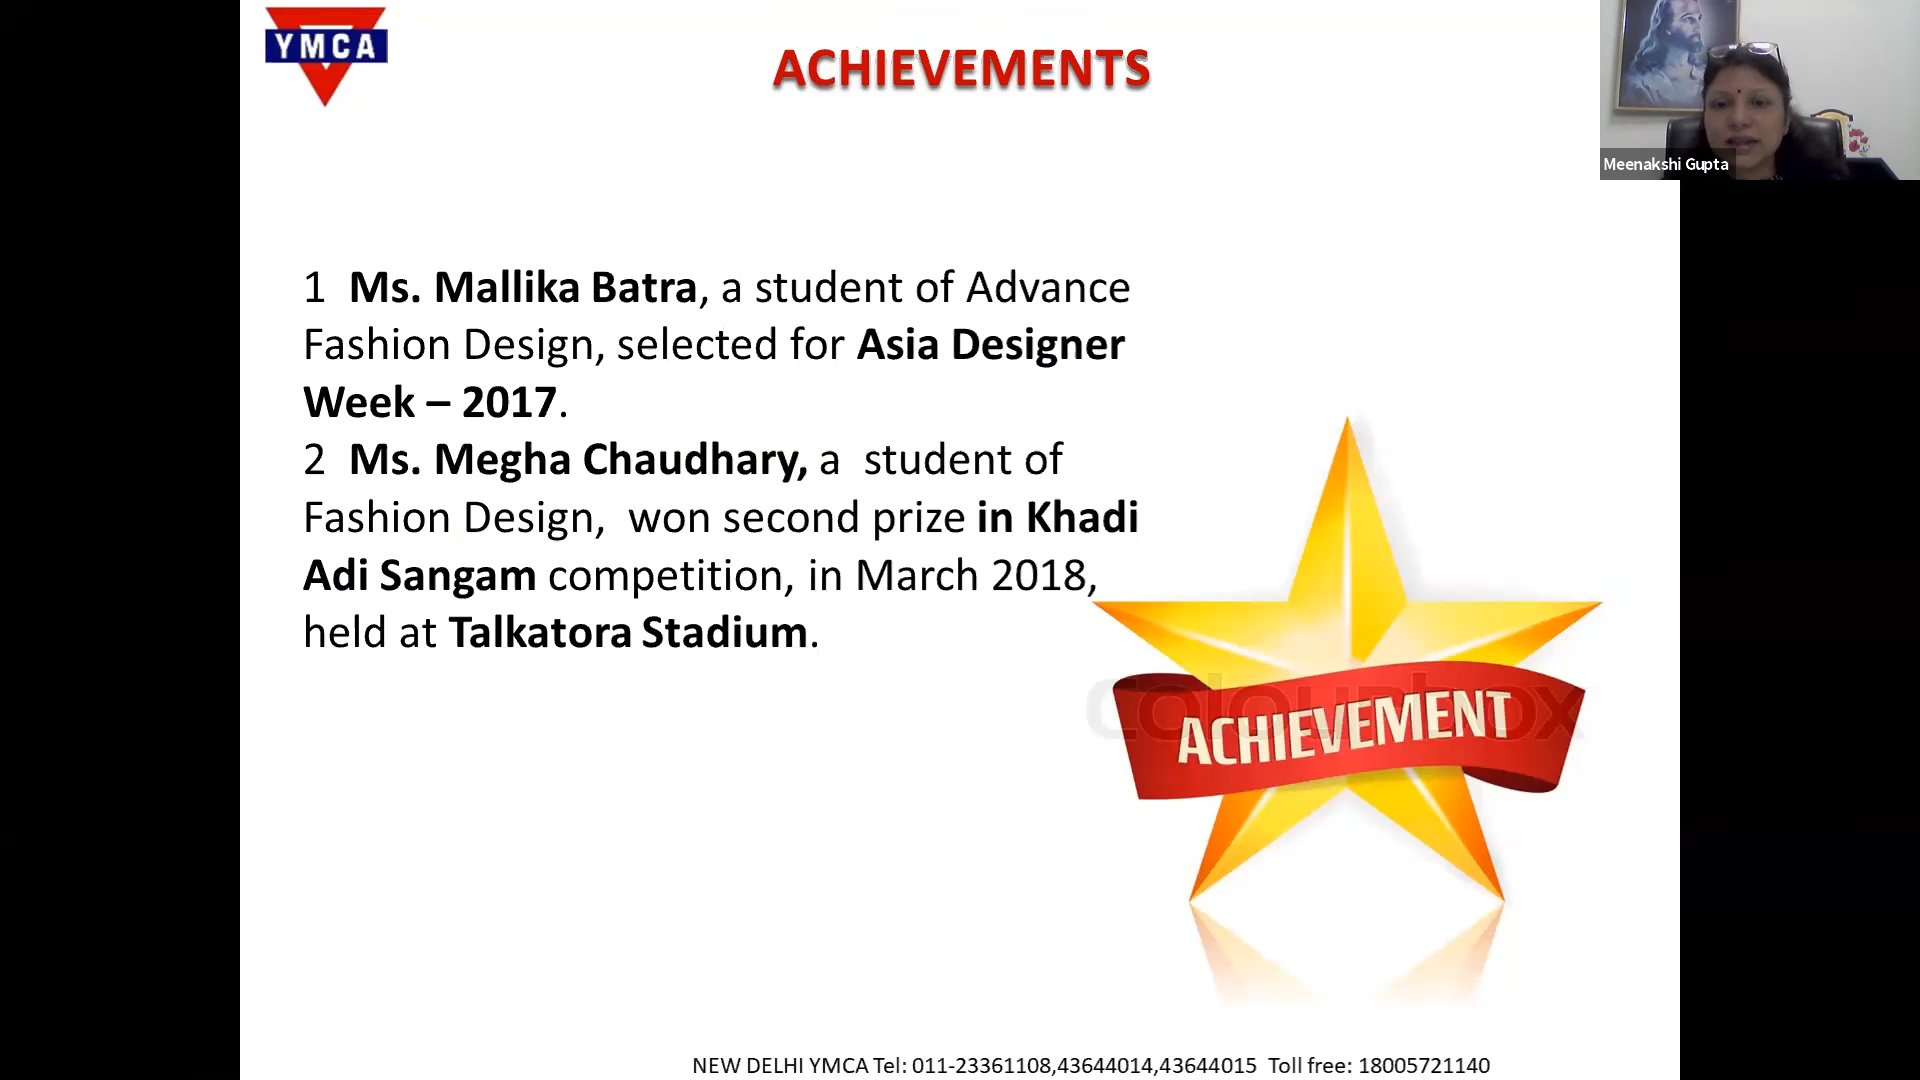 YMCA
ACHIEVEMENTS
Meenakshi Gupta
1 Ms. Mallika Batra, a student of Advance
Fashion Design, selected for Asia Designer
Week – 2017.
2 Ms. Megha Chaudhary, a student of
Fashion Design, won second prize in Khadi
Adi Sangam competition, in March 2018,
held at Talkatora Stadium.
colourbox
ACHIEVEMENT
NEW DELHI YMCA Tel: 011-23361108,43644014,43644015 Toll free: 18005721140